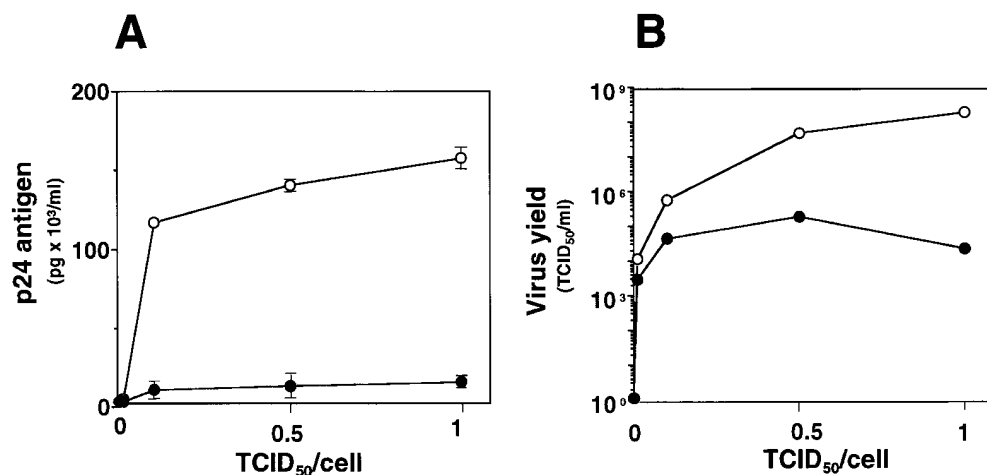 A
p24 antigen
(pg x 10³/ml)
200
100
0
0
0.5
1
TCID₅₀/cell
B
Virus yield
(TCID₅₀/ml)
10⁹
10⁶
10³
10⁰
0
0.5
1
TCID₅₀/cell